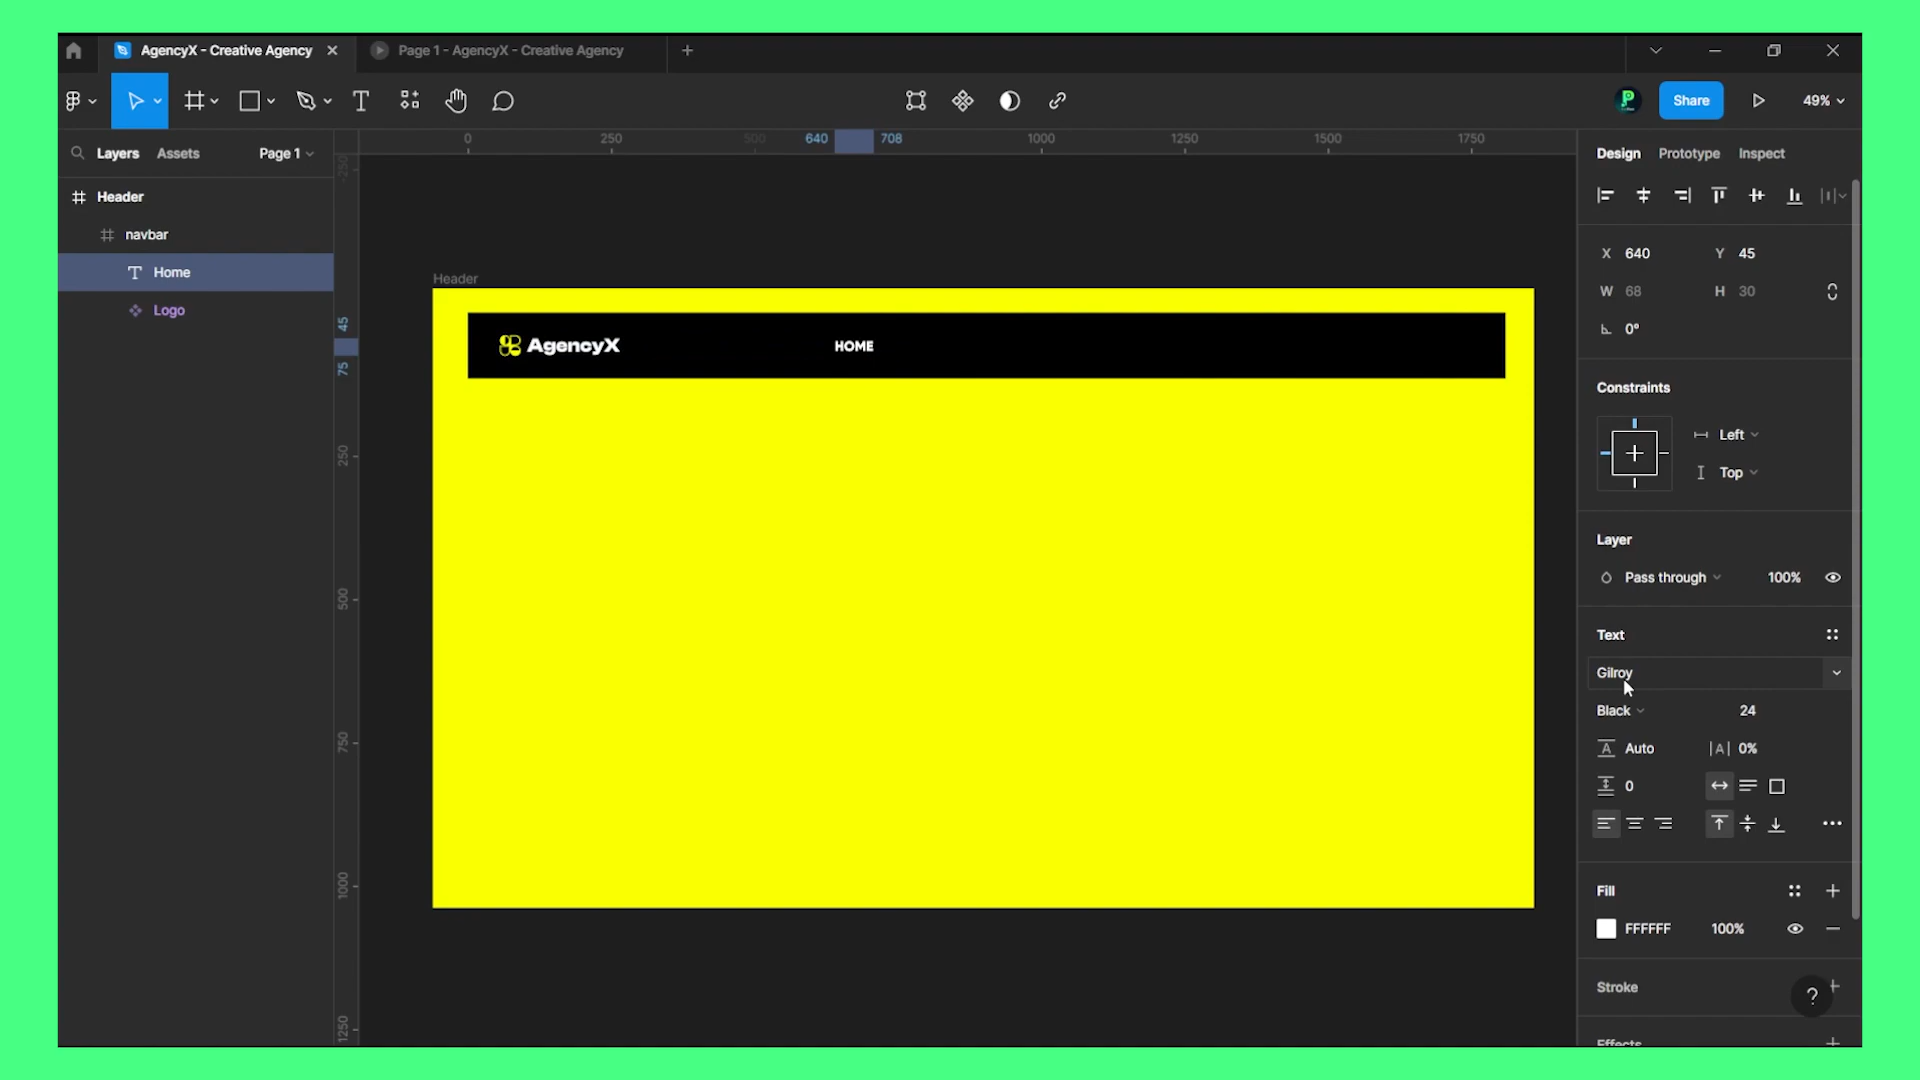 AgencyX - Creative Agency
Page 1 - AgencyX - Creative Agency
Share
49%
Layers Assets Page 1
0 250 500 640 708 1000 1250 1500 1750
Design Prototype Inspect
Header
navbar
Home
Logo
-250
45
75
250
500
750
1000
1250
Header
AgencyX HOME
X 640 Y 45
W 68 H 30
0°
Constraints
Left
Top
Layer
Pass through 100%
Text
Gilroy
Black 24
A Auto |A| 0%
0
Fill
FFFFFF 100%
Stroke
?
Effects